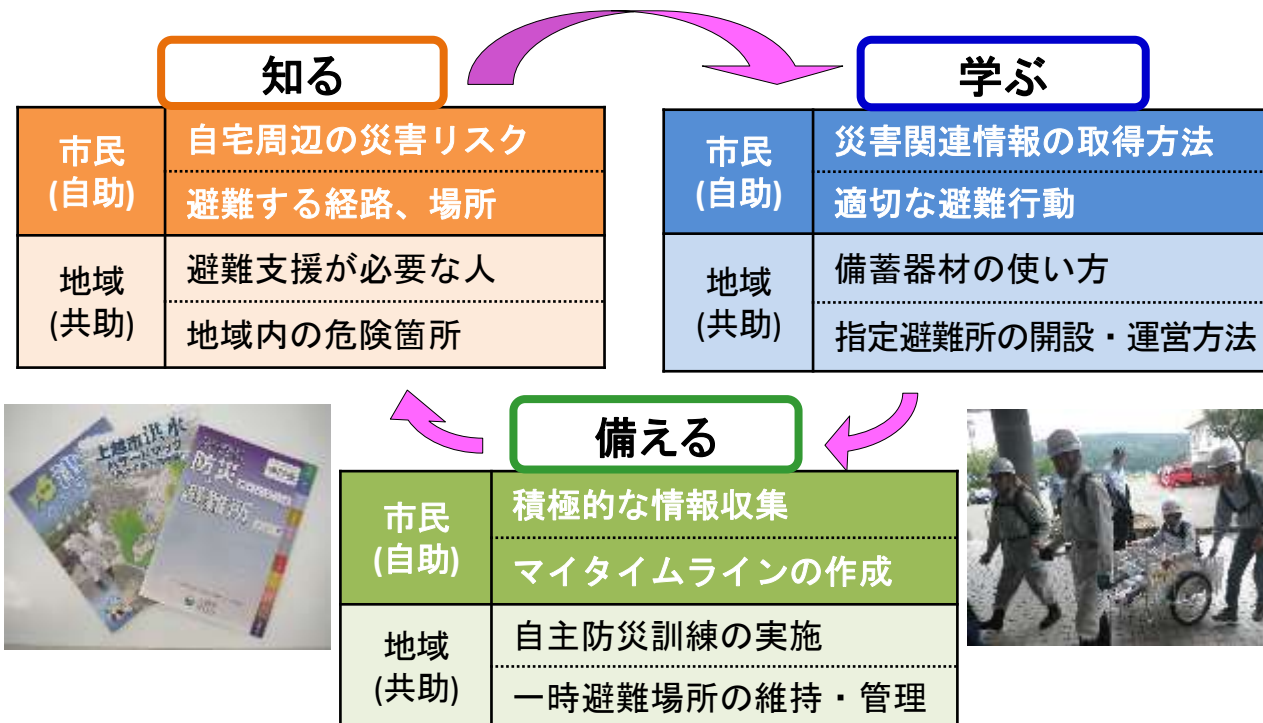 知る
市民
(自助)
自宅周辺の災害リスク
避難する経路、場所
地域
(共助)
避難支援が必要な人
地域内の危険箇所
学ぶ
市民
(自助)
災害関連情報の取得方法
適切な避難行動
地域
(共助)
備蓄器材の使い方
指定避難所の開設・運営方法
備える
市民
(自助)
積極的な情報収集
マイタイムラインの作成
地域
(共助)
自主防災訓練の実施
一時避難場所の維持・管理
上越市洪水
ハザードマップ
防災
避難所